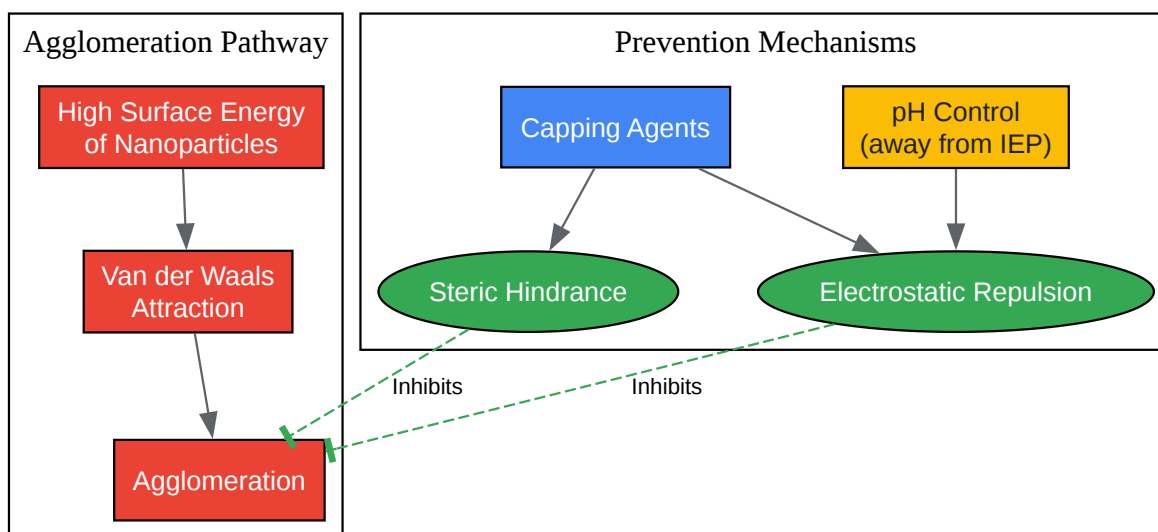 Agglomeration Pathway
High Surface Energy
of Nanoparticles
Van der Waals
Attraction
Agglomeration
Prevention Mechanisms
Capping Agents
pH Control
(away from IEP)
Steric Hindrance
Electrostatic Repulsion
Inhibits
Inhibits